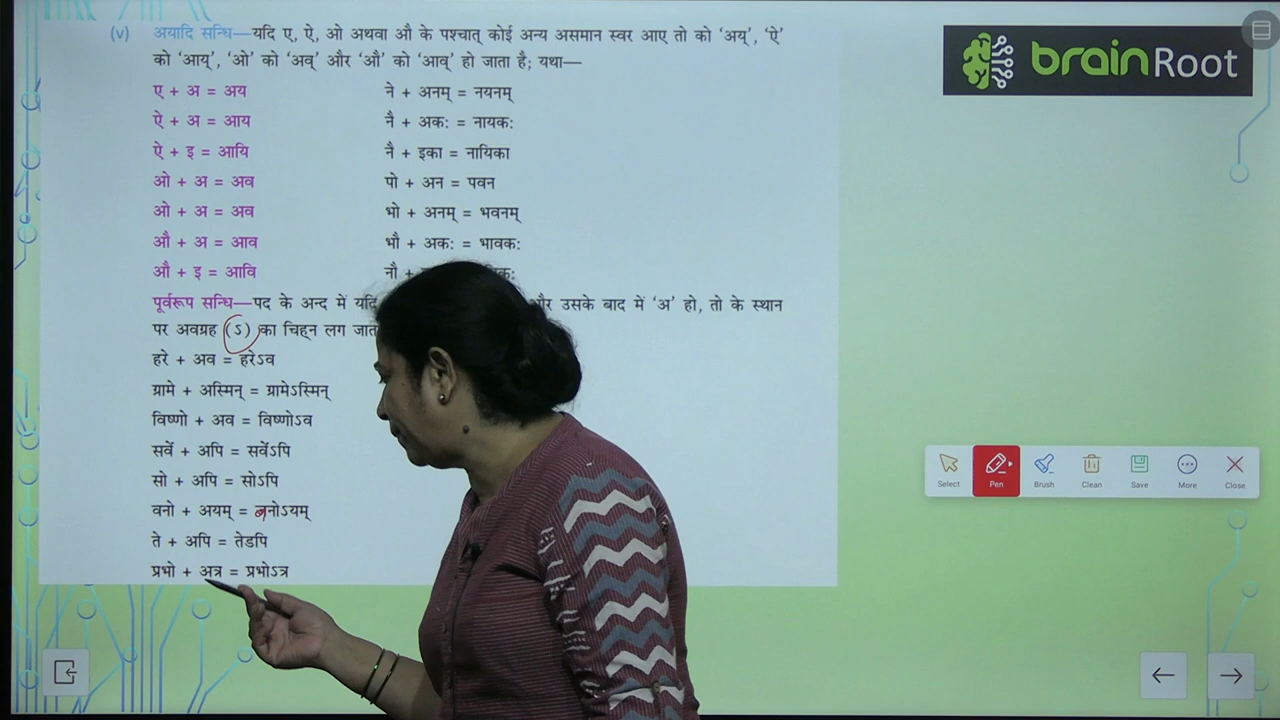 (v) अयादि सन्धि—यदि ए, ऐ, ओ अथवा औ के पश्चात् कोई अन्य असमान स्वर आए तो को ‘अय्’, ‘ऐ’
को ‘आय्’, ‘ओ’ को ‘अव्’ और ‘औ’ को ‘आव्’ हो जाता है; यथा—
ए + अ = अय ने + अनम् = नयनम्
ऐ + अ = आय नै + अकः = नायकः
ऐ + इ = आयि नै + इका = नायिका
ओ + अ = अव पो + अन = पवन
ओ + अ = अव भो + अनम् = भवनम्
औ + अ = आव भौ + अकः = भावकः
औ + इ = आवि नौ +
पूर्वरूप सन्धि—पद के अन्द में यदि और उसके बाद में ‘अ’ हो, तो के स्थान
पर अवग्रह (ऽ) का चिह्न लग
हरे + अव = हरेऽव
ग्रामे + अस्मिन् = ग्रामेऽस्मिन्
विष्णो + अव = विष्णोऽव
सर्वे + अपि = सर्वेऽपि
सो + अपि = सोऽपि
वनो + अयम् = वनोऽयम्
ते + अपि = तेडपि
प्रभो + अत्र = प्रभोऽत्र
brainRoot
Select Pen Brush Clean Save More Close